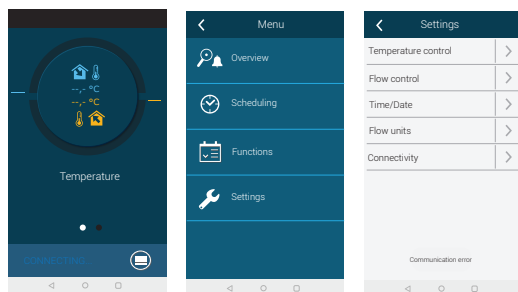 --,- °C
--,- °C
Temperature
CONNECTING
Menu
Overview
Scheduling
Functions
Settings
Settings
Temperature control
Flow control
Time/Date
Flow units
Connectivity
Communication error